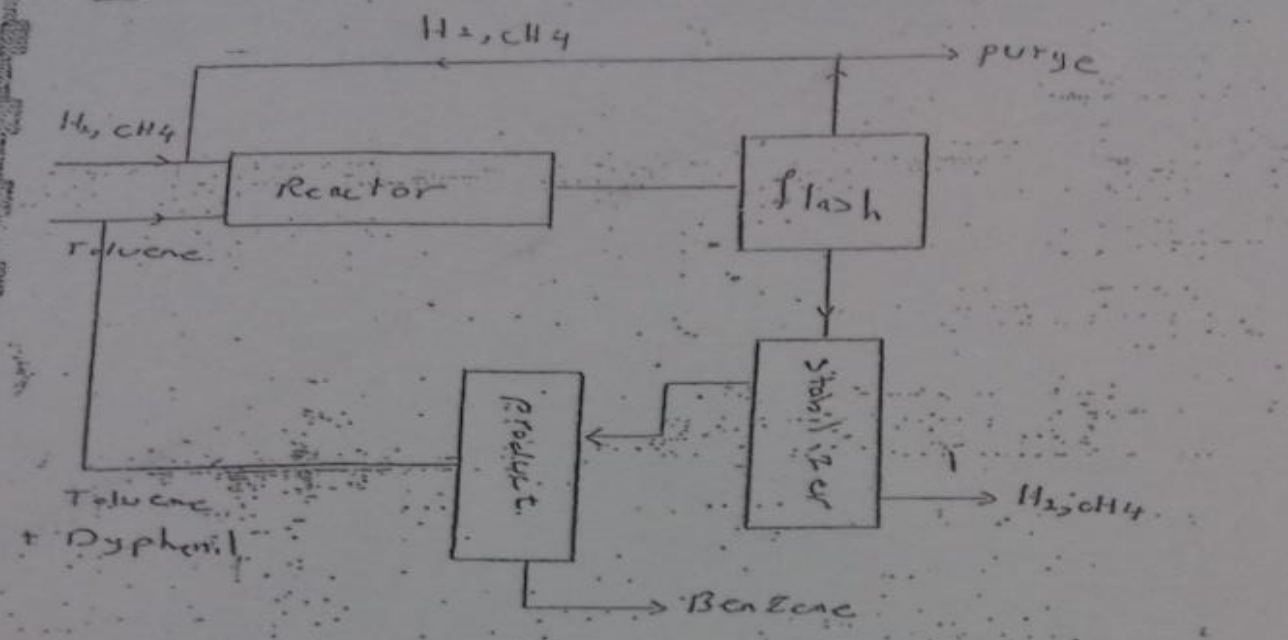 H2, CH4
purge
H2, CH4
Reactor
flash
Toluene.
Stabilizer
Product.
Toluene
+ Dyphenil
H2, CH4.
Benzene